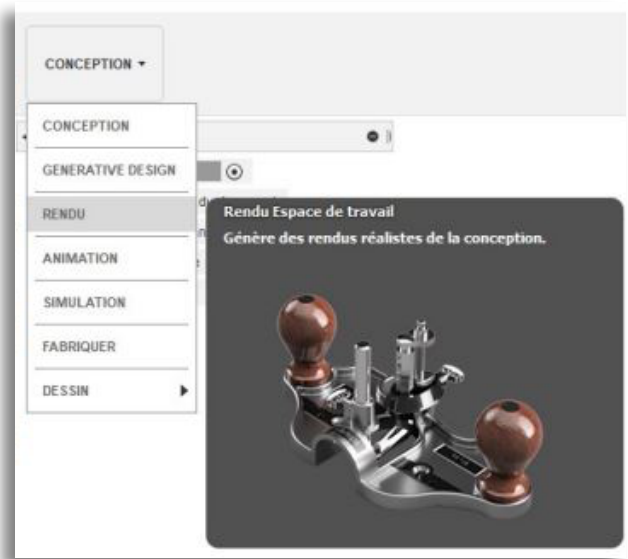 CONCEPTION ▾
CONCEPTION
GENERATIVE DESIGN
RENDU
ANIMATION
SIMULATION
FABRIQUER
DESSIN
Rendu Espace de travail
Génère des rendus réalistes de la conception.